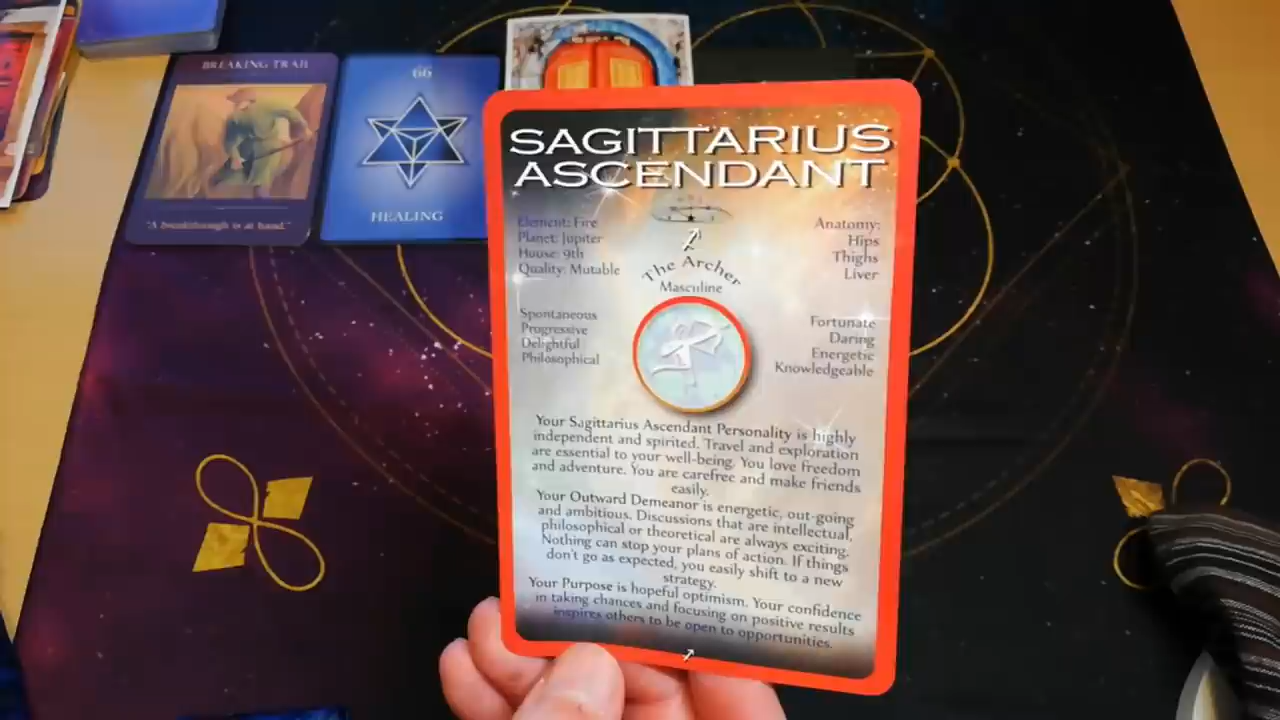 BREAKING TRAIL
"A breakthrough is at hand."
66
HEALING
SAGITTARIUS
ASCENDANT
Element: Fire
Planet: Jupiter
House: 9th
Quality: Mutable
Anatomy:
Hips
Thighs
Liver
The Archer
Masculine
Spontaneous
Progressive
Delightful
Philosophical
Fortunate
Daring
Energetic
Knowledgeable
Your Sagittarius Ascendant Personality is highly
independent and spirited. Travel and exploration
are essential to your well-being. You love freedom
and adventure. You are carefree and make friends
easily.
Your Outward Demeanor is energetic, out-going
and ambitious. Discussions that are intellectual,
philosophical or theoretical are always exciting.
Nothing can stop your plans of action. If things
don't go as expected, you easily shift to a new
strategy.
Your Purpose is hopeful optimism. Your confidence
in taking chances and focusing on positive results
inspires others to be open to opportunities.